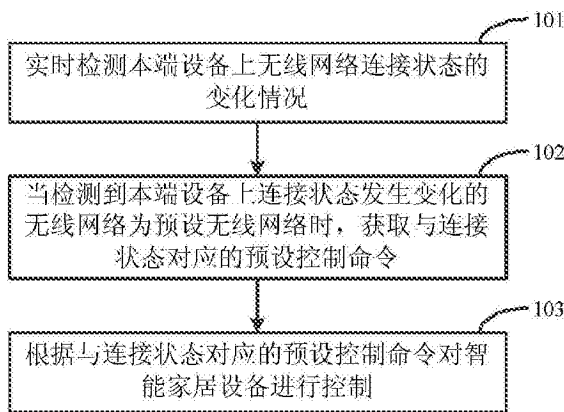 101
实时检测本端设备上无线网络连接状态的
变化情况
102
当检测到本端设备上连接状态发生变化的
无线网络为预设无线网络时，获取与连接
状态对应的预设控制命令
103
根据与连接状态对应的预设控制命令对智
能家居设备进行控制